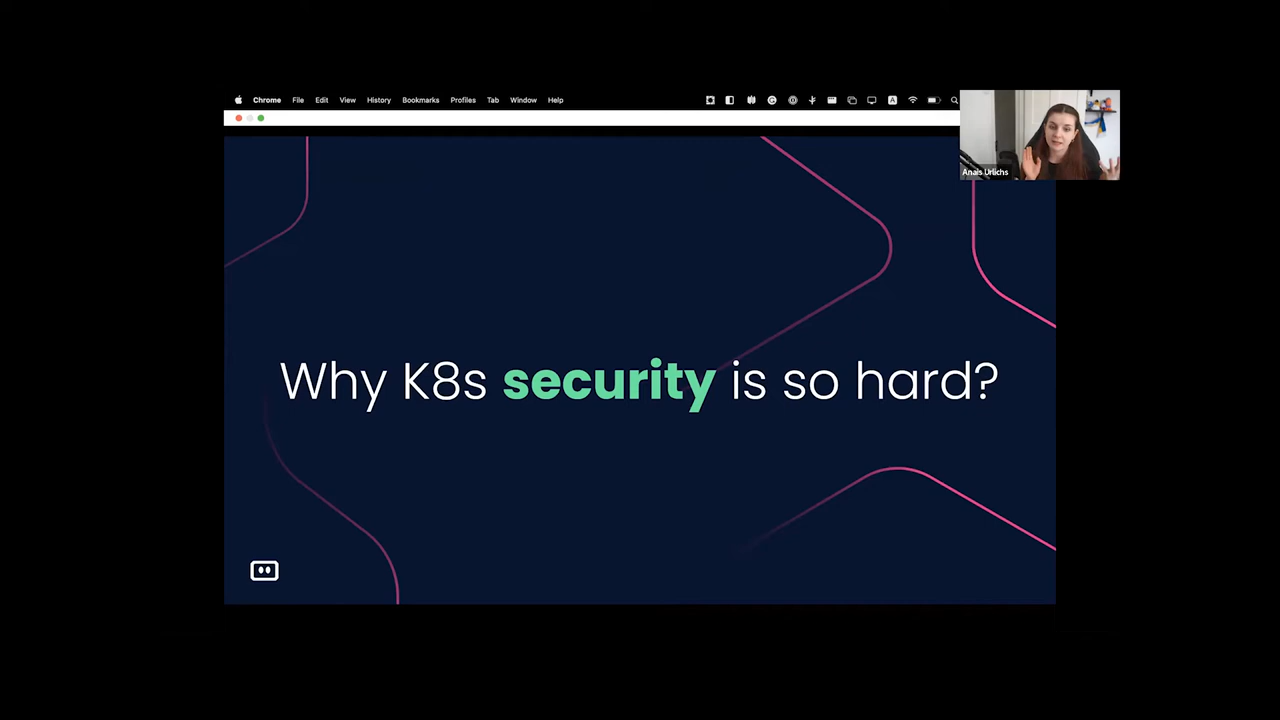 Chrome File Edit View History Bookmarks Profiles Tab Window Help
A
Anais Urlichs
Why K8s security is so hard?